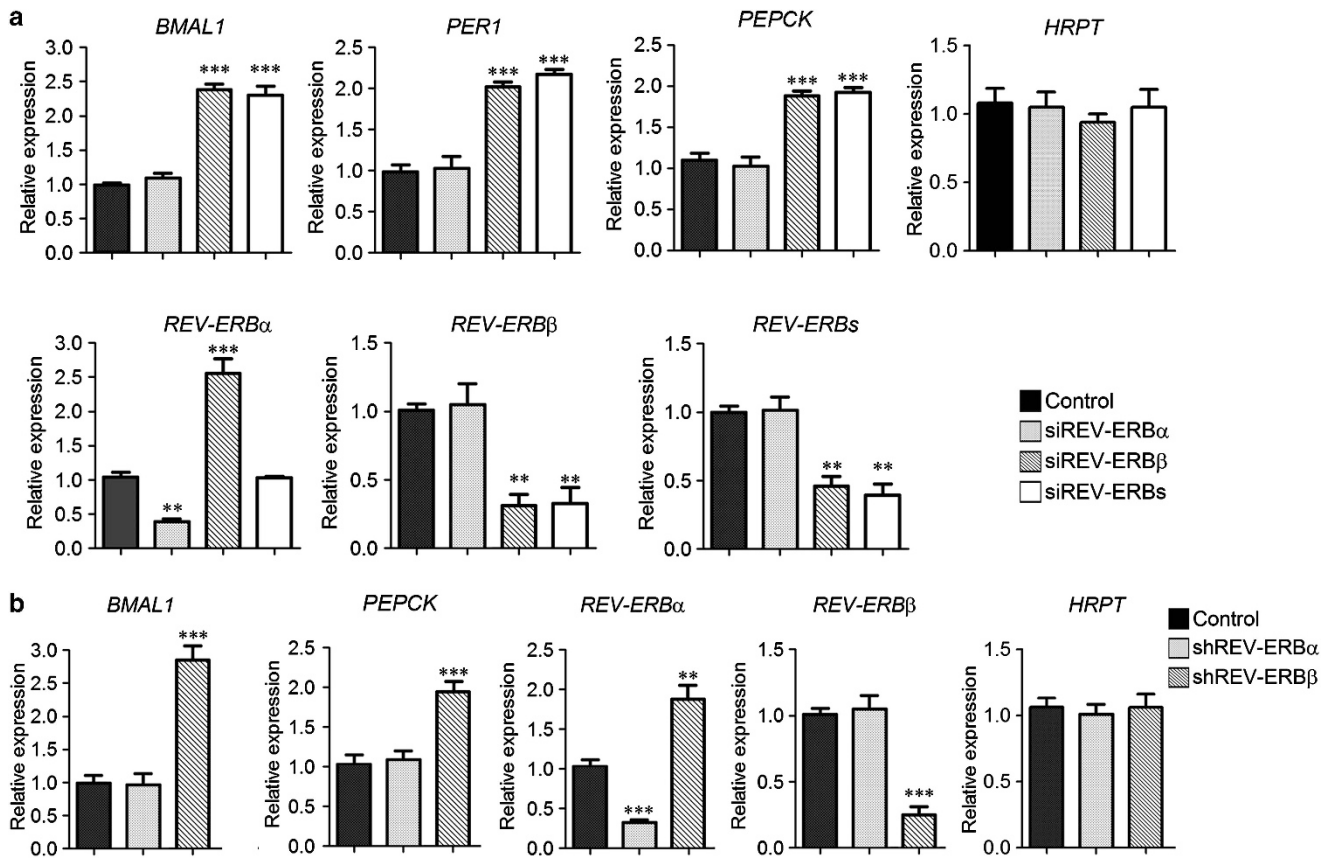 a
BMAL1
Relative expression
3.0
2.5
2.0
1.5
1.0
0.5
0.0
***
***
PER1
Relative expression
2.5
2.0
1.5
1.0
0.5
0.0
***
***
PEPCK
Relative expression
2.5
2.0
1.5
1.0
0.5
0.0
***
***
HRPT
Relative expression
1.5
1.0
0.5
0.0
REV-ERBα
Relative expression
3.0
2.5
2.0
1.5
1.0
0.5
0.0
**
***
REV-ERBβ
Relative expression
1.5
1.0
0.5
0.0
**
**
REV-ERBs
Relative expression
1.5
1.0
0.5
0.0
**
**
Control
siREV-ERBα
siREV-ERBβ
siREV-ERBs
b
BMAL1
Relative expression
3.0
2.5
2.0
1.5
1.0
0.5
0.0
***
PEPCK
Relative expression
2.5
2.0
1.5
1.0
0.5
0.0
***
REV-ERBα
Relative expression
2.5
2.0
1.5
1.0
0.5
0.0
***
**
REV-ERBβ
Relative expression
1.5
1.0
0.5
0.0
***
HRPT
Relative expression
1.5
1.0
0.5
0.0
Control
shREV-ERBα
shREV-ERBβ